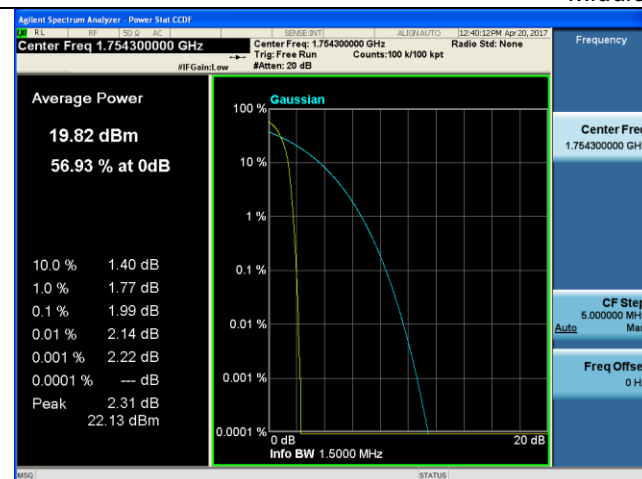 Agilent Spectrum Analyzer - Power Stat CCDF
RL RF 50 Ω AC SENSE:INT ALIGN AUTO 12:40:12PM Apr 20, 2017
Center Freq 1.754300000 GHz
Center Freq: 1.754300000 GHz Radio Std: None
Trig: Free Run Counts:100 k/100 kpt
#IFGain:Low #Atten: 20 dB
Frequency
Average Power
19.82 dBm
56.93 % at 0dB
10.0 % 1.40 dB
1.0 % 1.77 dB
0.1 % 1.99 dB
0.01 % 2.14 dB
0.001 % 2.22 dB
0.0001 % --- dB
Peak 2.31 dB
22.13 dBm
Gaussian
100 %
10 %
1 %
0.1 %
0.01 %
0.001 %
0.0001 %
0 dB 20 dB
Info BW 1.5000 MHz
Center Fre
1.754300000 GH
CF Step
5.000000 MH
Auto Ma
Freq Offse
0 H
MSG STATUS